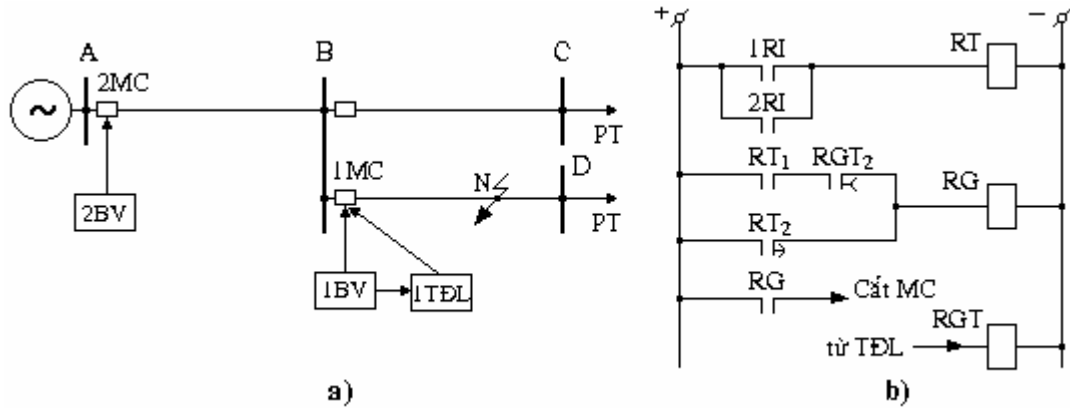 A
B
C
2MC
PT
1MC
N
D
PT
2BV
1BV
1TĐL
a)
+
–
1RI
RT
2RI
RT₁
RGT₂
RG
RT₂
RG
Cắt MC
RGT
từ TĐL
b)